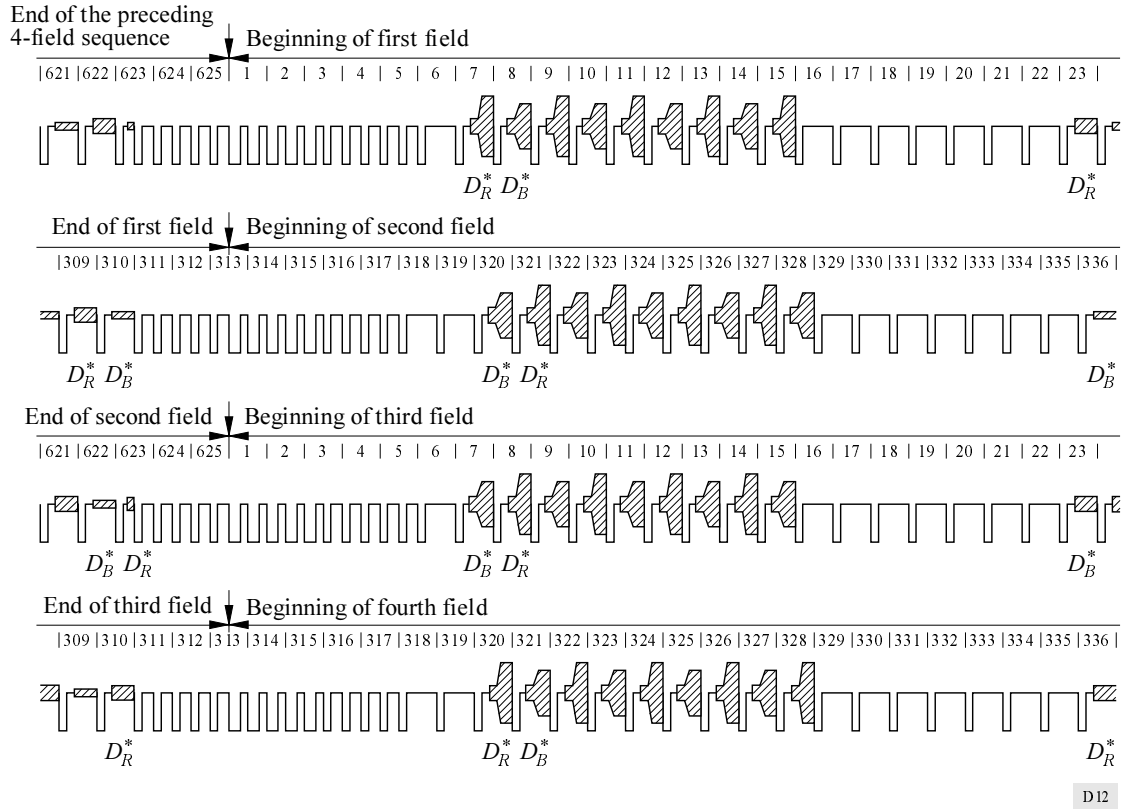 End of the preceding
4-field sequence
Beginning of first field
|621 |622 |623 |624 |625 | 1 | 2 | 3 | 4 | 5 | 6 | 7 | 8 | 9 | 10 | 11 | 12 | 13 | 14 | 15 | 16 | 17 | 18 | 19 | 20 | 21 | 22 | 23 |
D*R D*B D*R
End of first field Beginning of second field
|309 |310 |311 |312 |313 |314 |315 |316 |317 |318 |319 |320 |321 |322 |323 |324 |325 |326 |327 |328 |329 |330 |331 |332 |333 |334 |335 |336 |
D*R D*B D*B D*R D*B
End of second field Beginning of third field
|621 |622 |623 |624 |625 | 1 | 2 | 3 | 4 | 5 | 6 | 7 | 8 | 9 | 10 | 11 | 12 | 13 | 14 | 15 | 16 | 17 | 18 | 19 | 20 | 21 | 22 | 23 |
D*B D*R D*B D*R D*B
End of third field Beginning of fourth field
|309 |310 |311 |312 |313 |314 |315 |316 |317 |318 |319 |320 |321 |322 |323 |324 |325 |326 |327 |328 |329 |330 |331 |332 |333 |334 |335 |336 |
D*R D*R D*B D*R
D12